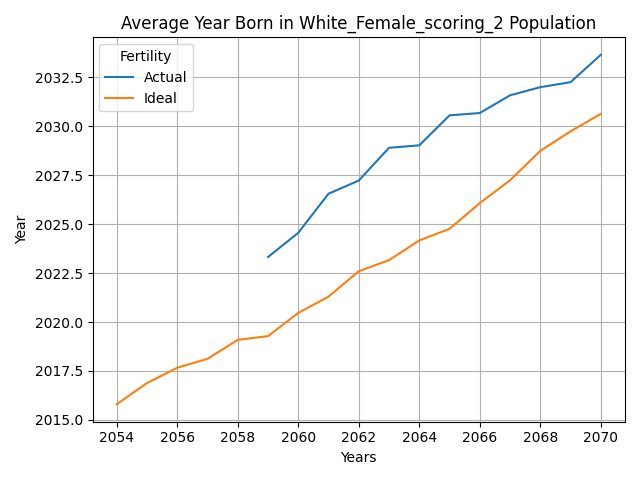 Average Year Born in White_Female_scoring_2 Population
Fertility
Actual
Ideal
Year
2032.5
2030.0
2027.5
2025.0
2022.5
2020.0
2017.5
2015.0
2054 2056 2058 2060 2062 2064 2066 2068 2070
Years